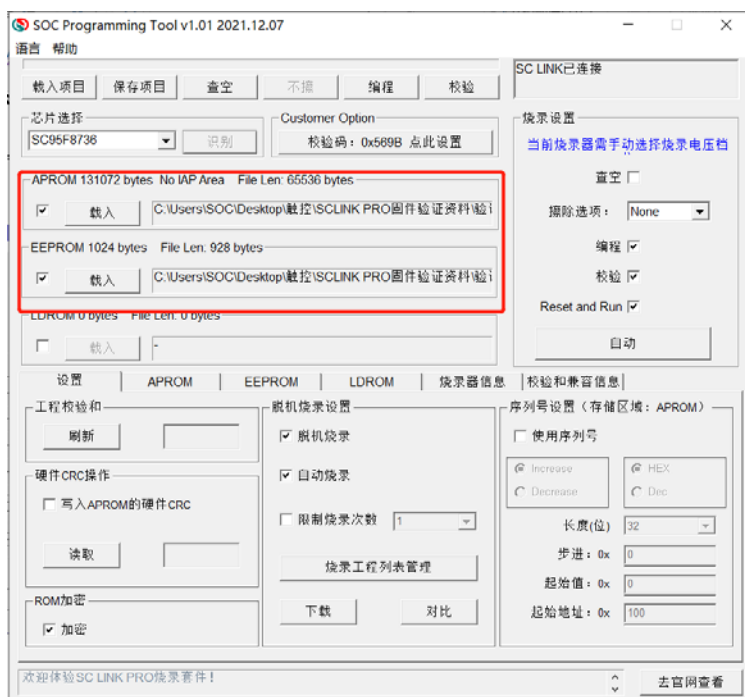 SOC Programming Tool v1.01 2021.12.07
语言 帮助
载入项目 保存项目 查空 不擦 编程 校验
SC LINK已连接
芯片选择
SC95F8736 识别
Customer Option
校验码：0x569B 点此设置
APROM 131072 bytes No IAP Area File Len: 65536 bytes
载入 C:\Users\SOC\Desktop\触控\SCLINK PRO固件验证资料\验
EEPROM 1024 bytes File Len: 928 bytes
载入 C:\Users\SOC\Desktop\触控\SCLINK PRO固件验证资料\验
LDROM 0 bytes File Len: 0 bytes
载入 -
烧录设置
当前烧录器需手动选择烧录电压档
查空
擦除选项： None
编程
校验
Reset and Run
自动
设置 APROM EEPROM LDROM 烧录器信息 校验和兼容信息
工程校验和
刷新
硬件CRC操作
写入APROM的硬件CRC
读取
ROM加密
加密
脱机烧录设置
脱机烧录
自动烧录
限制烧录次数 1
烧录工程列表管理
下载 对比
序列号设置（存储区域：APROM）
使用序列号
Increase HEX
Decrease Dec
长度(位) 32
步进：0x 0
起始值：0x 0
起始地址：0x 100
欢迎体验SC LINK PRO烧录套件！
去官网查看